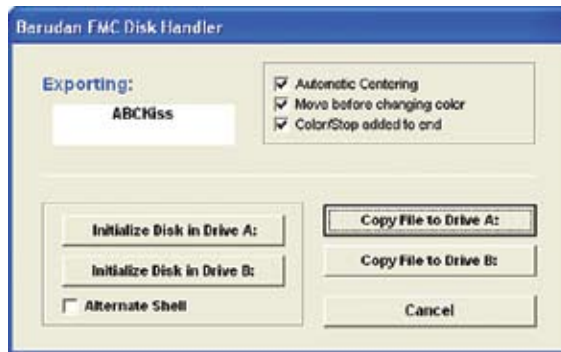 Barudan FMC Disk Handler
Exporting:
ABCKiss
Automatic Centering
Move before changing color
Color/Stop added to end
Initialize Disk in Drive A:
Initialize Disk in Drive B:
Alternate Shell
Copy File to Drive A:
Copy File to Drive B:
Cancel